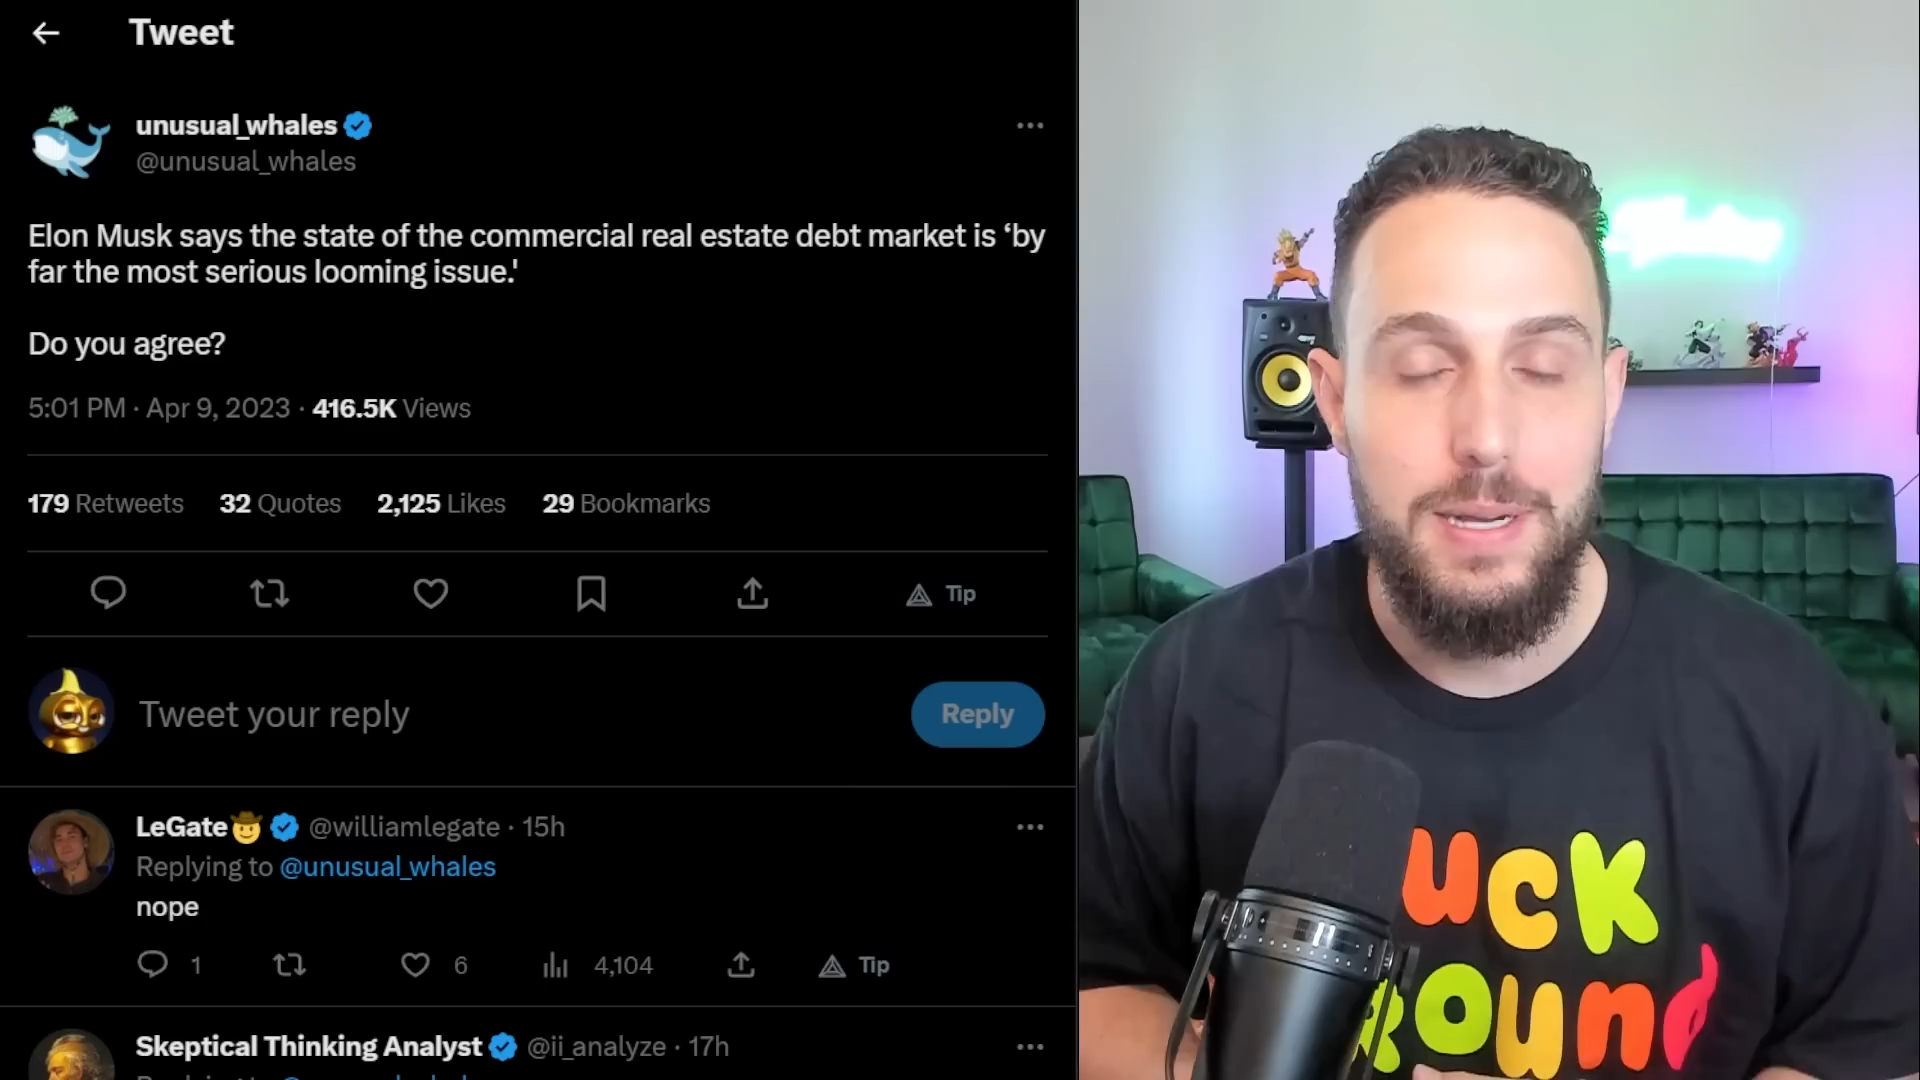 Tweet
unusual_whales
@unusual_whales
Elon Musk says the state of the commercial real estate debt market is ‘by
far the most serious looming issue.'
Do you agree?
5:01 PM · Apr 9, 2023 · 416.5K Views
179 Retweets 32 Quotes 2,125 Likes 29 Bookmarks
Tip
Tweet your reply
Reply
LeGate @williamlegate · 15h
Replying to @unusual_whales
nope
1 6 4,104 Tip
Skeptical Thinking Analyst @ii_analyze · 17h
uck
ound